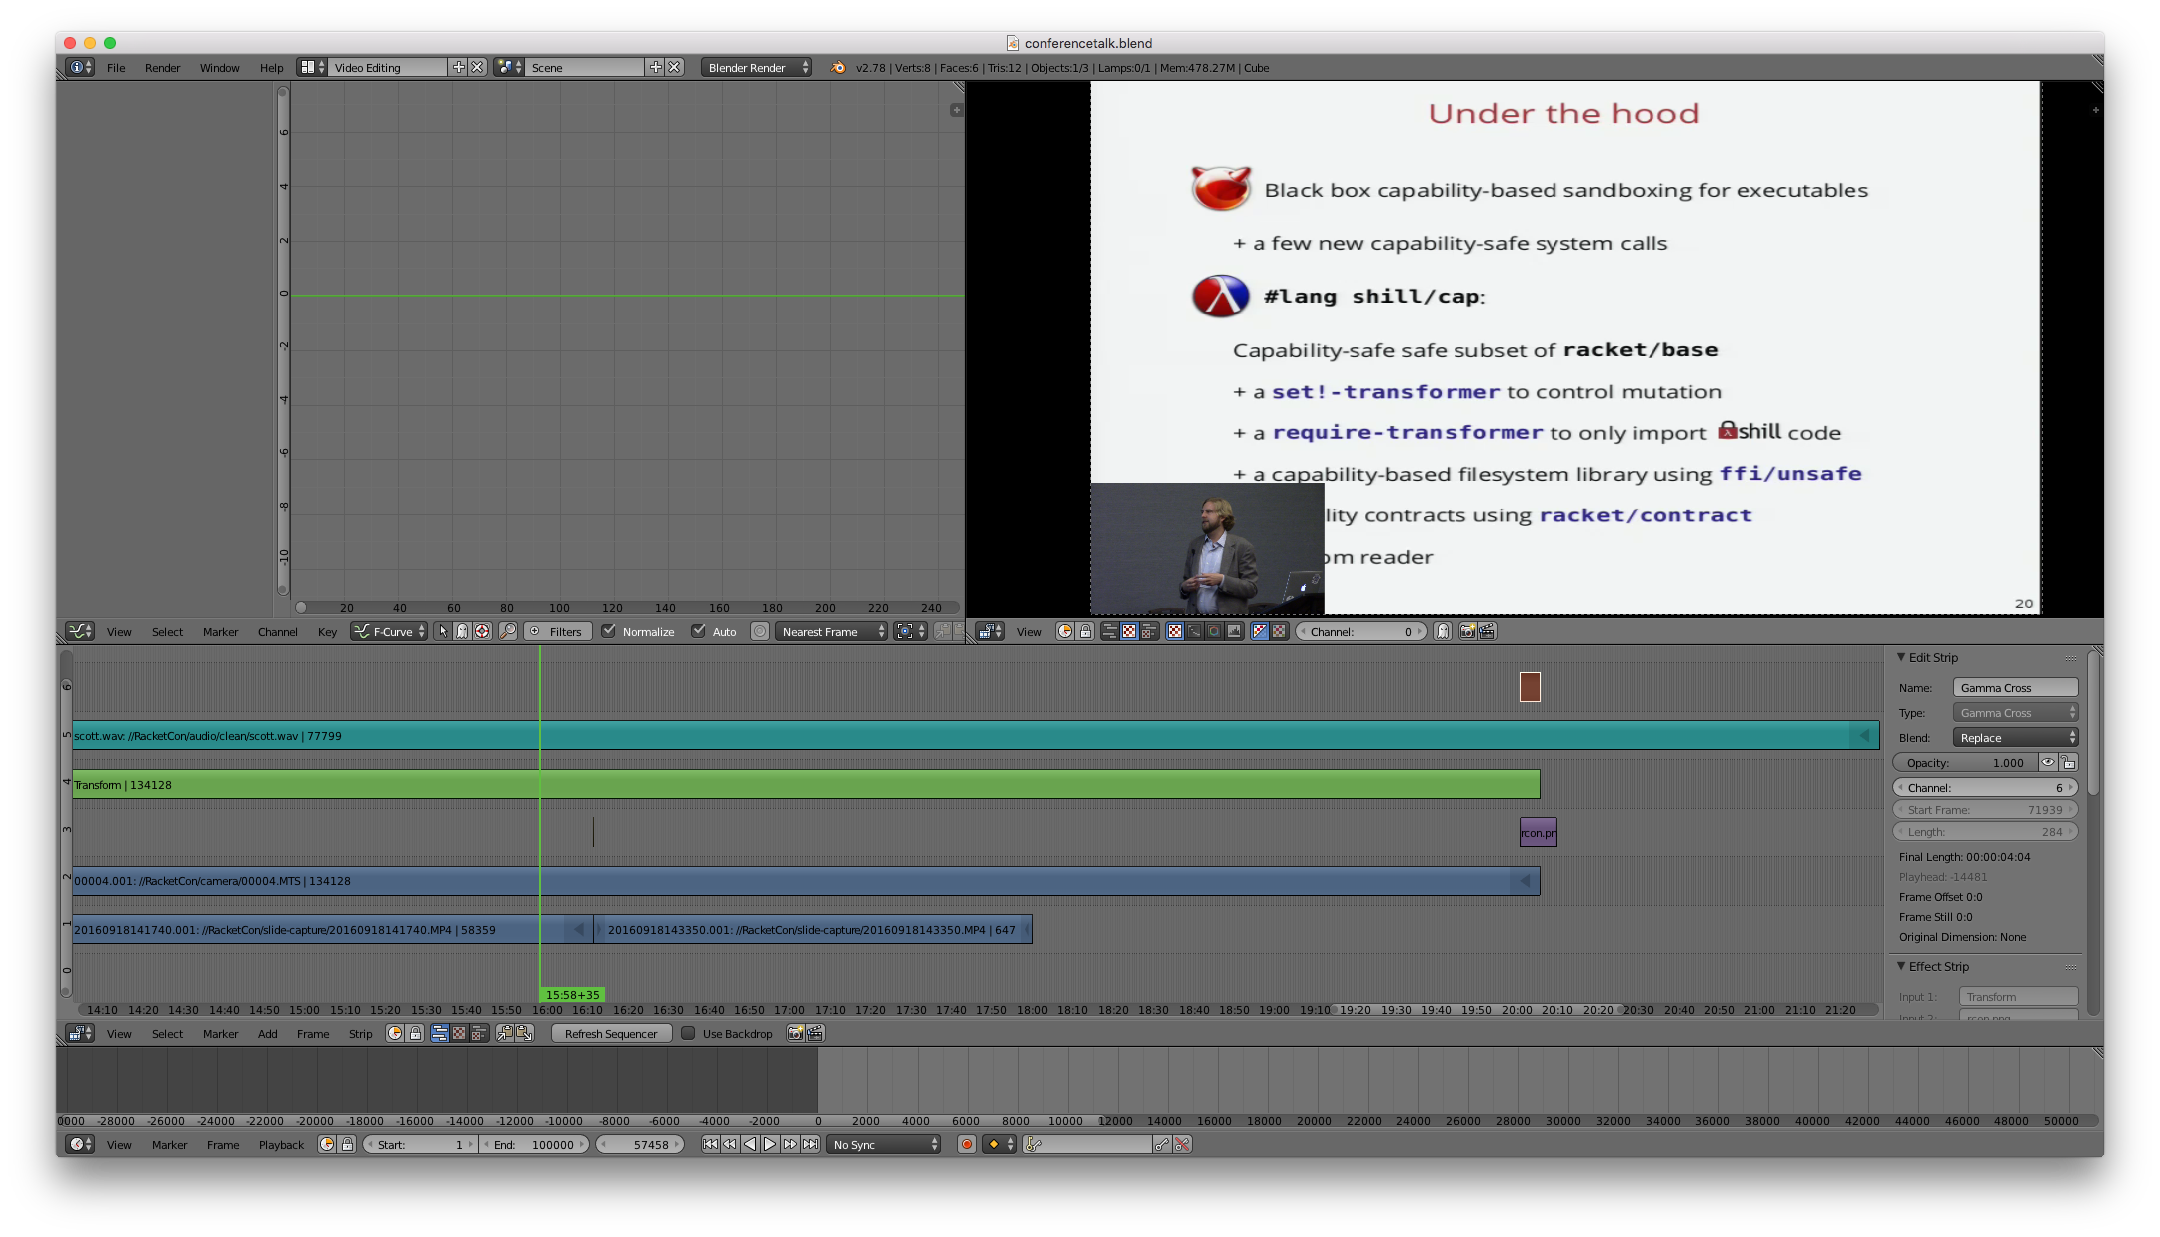 conferencetalk.blend
File Render Window Help Video Editing Scene Blender Render v2.78 | Verts:8 | Faces:6 | Tris:12 | Objects:1/3 | Lamps:0/1 | Mem:478.27M | Cube
6
4
2
0
-2
-4
-6
-8
-10
20 40 60 80 100 120 140 160 180 200 220 240
Under the hood
Black box capability-based sandboxing for executables
+ a few new capability-safe system calls
#lang shill/cap:
Capability-safe safe subset of racket/base
+ a set!-transformer to control mutation
+ a require-transformer to only import shill code
+ a capability-based filesystem library using ffi/unsafe
lity contracts using racket/contract
om reader
20
View Select Marker Channel Key F-Curve Filters Normalize Auto Nearest Frame
View Channel: 0
6
5
4
3
2
1
0
scott.wav: //RacketCon/audio/clean/scott.wav | 77799
Transform | 134128
rcon.pr
00004.001: //RacketCon/camera/00004.MTS | 134128
20160918141740.001: //RacketCon/slide-capture/20160918141740.MP4 | 58359
20160918143350.001: //RacketCon/slide-capture/20160918143350.MP4 | 647
15:58+35
14:10 14:20 14:30 14:40 14:50 15:00 15:10 15:20 15:30 15:40 15:50 16:00 16:10 16:20 16:30 16:40 16:50 17:00 17:10 17:20 17:30 17:40 17:50 18:00 18:10 18:20 18:30 18:40 18:50 19:00 19:10 19:20 19:30 19:40 19:50 20:00 20:10 20:20 20:30 20:40 20:50 21:00 21:10 21:20
Edit Strip
Name: Gamma Cross
Type: Gamma Cross
Blend: Replace
Opacity: 1.000
Channel: 6
Start Frame: 71939
Length: 284
Final Length: 00:00:04:04
Playhead: -14481
Frame Offset 0:0
Frame Still 0:0
Original Dimension: None
Effect Strip
Input 1: Transform
Input 2: rcon.png
View Select Marker Add Frame Strip Refresh Sequencer Use Backdrop
-28000 -26000 -24000 -22000 -20000 -18000 -16000 -14000 -12000 -10000 -8000 -6000 -4000 -2000 0 2000 4000 6000 8000 10000 12000 14000 16000 18000 20000 22000 24000 26000 28000 30000 32000 34000 36000 38000 40000 42000 44000 46000 48000 50000
View Marker Frame Playback Start: 1 End: 100000 57458 No Sync